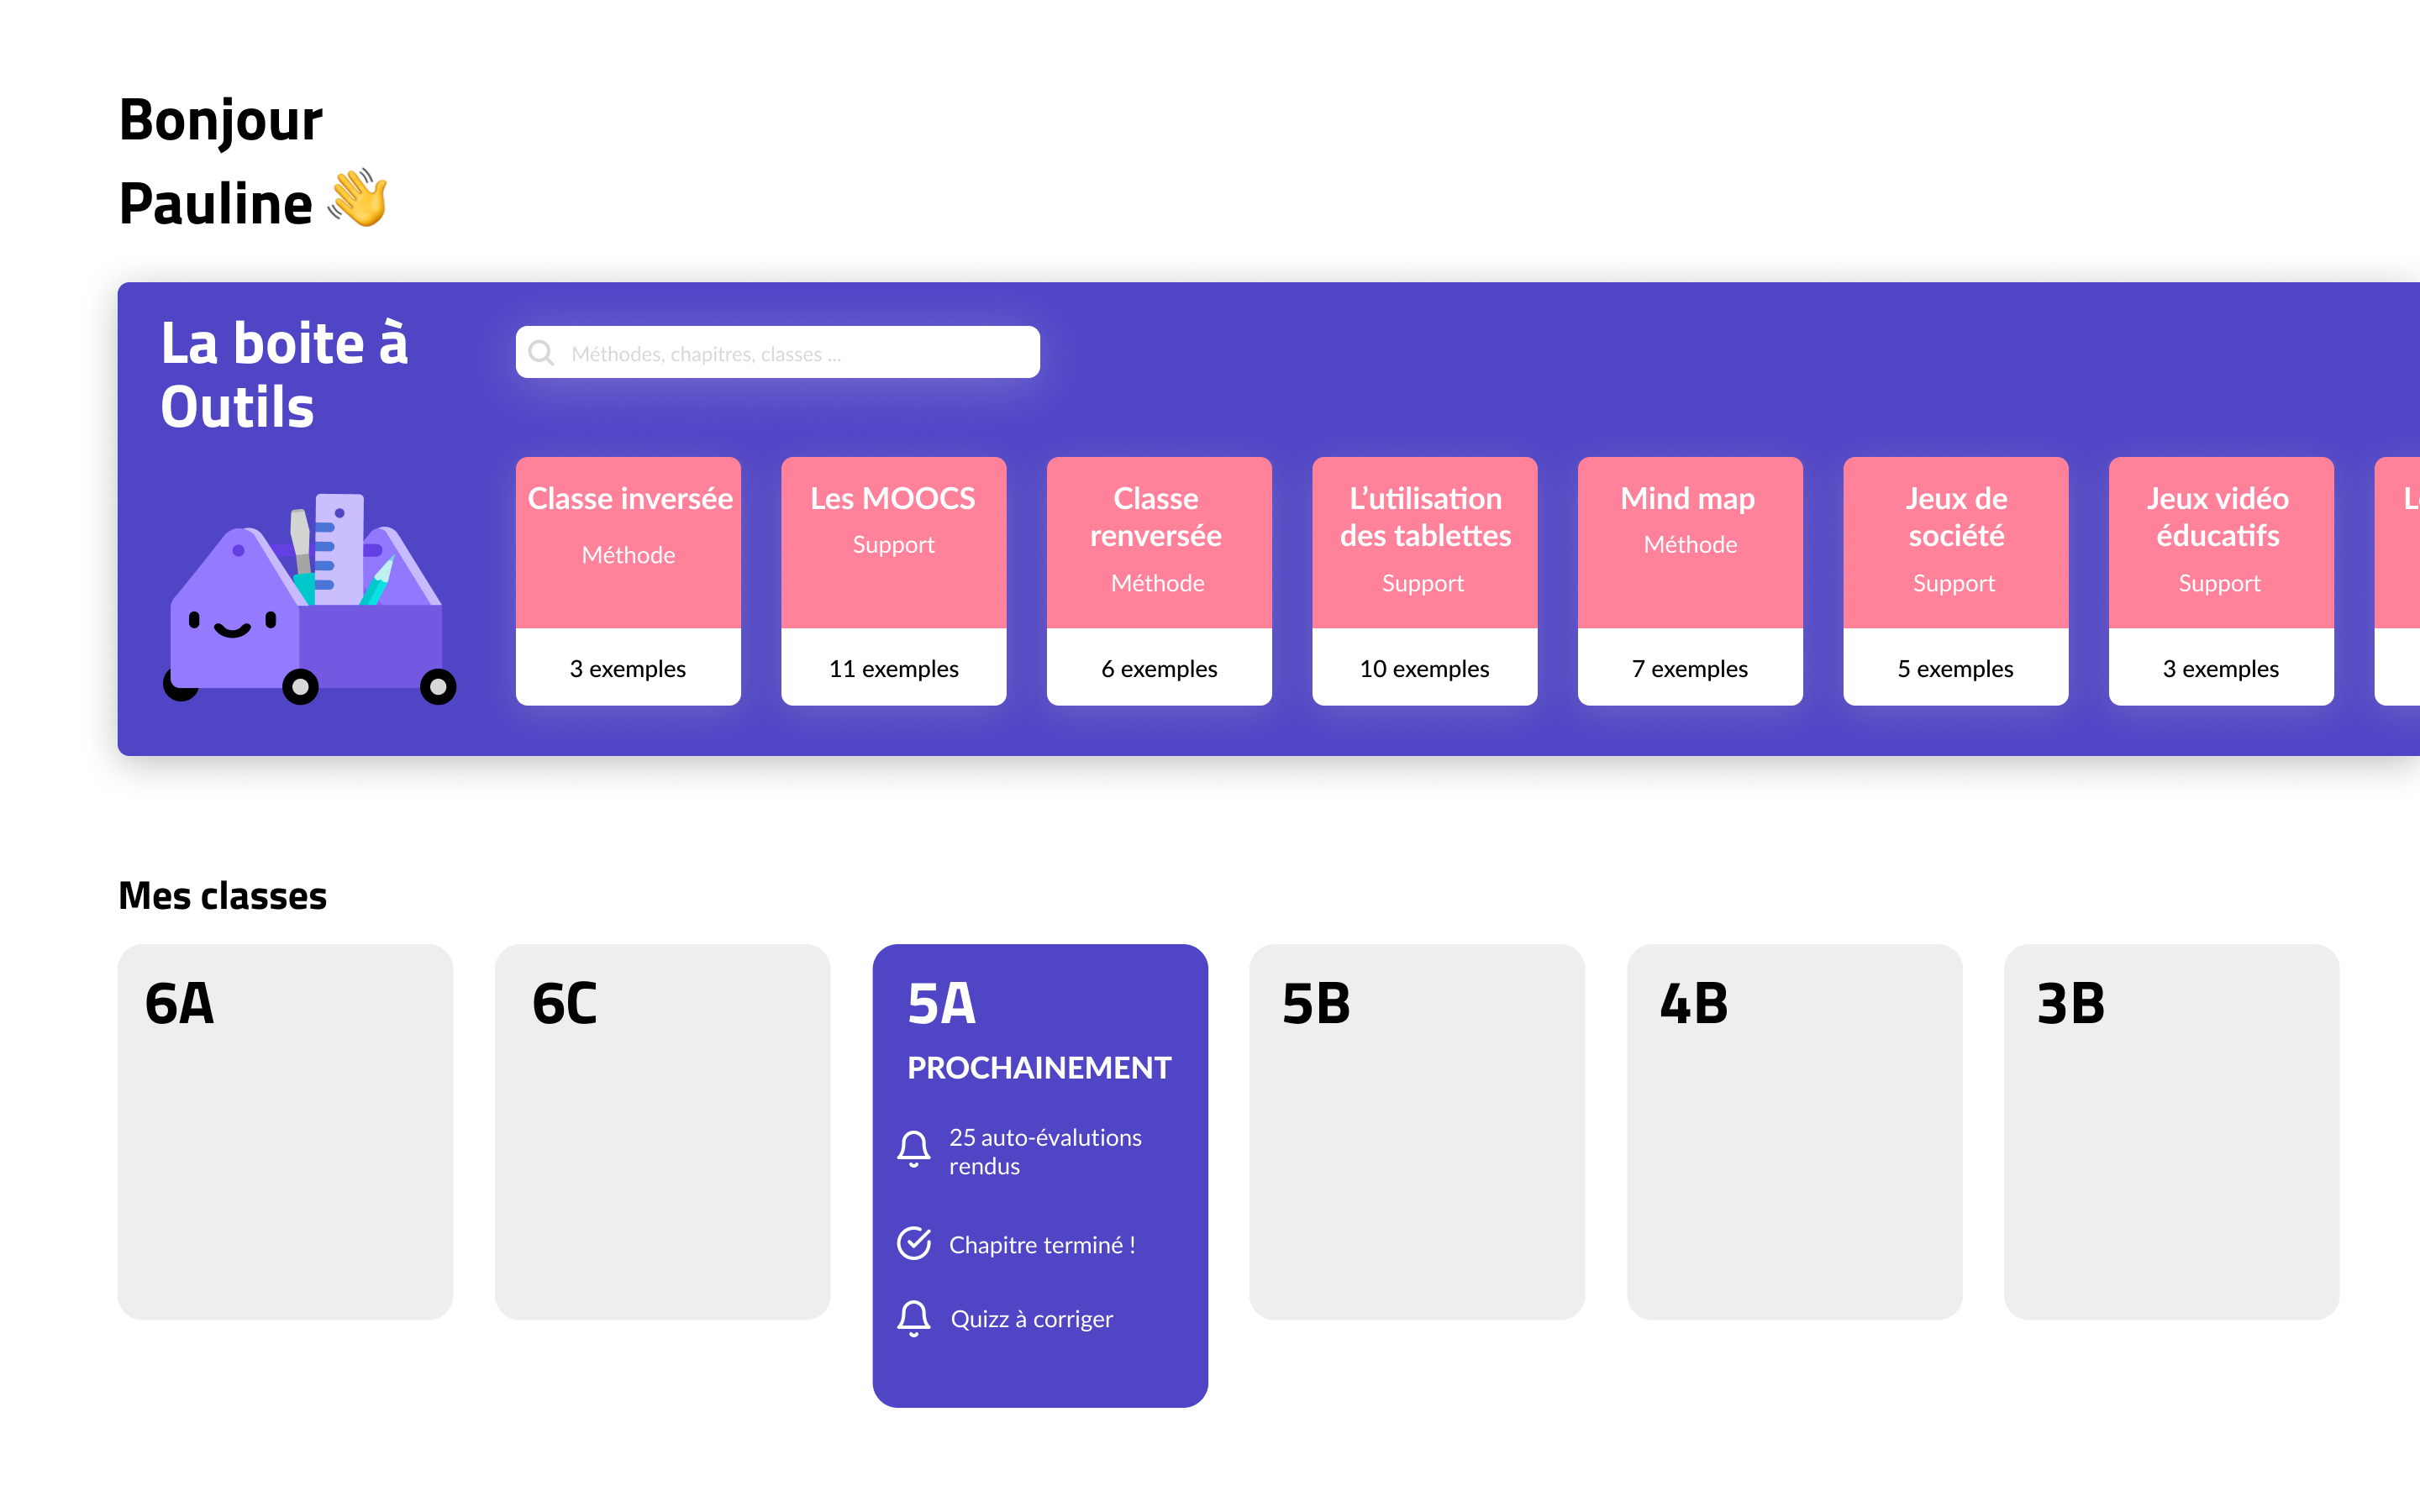 Bonjour
Pauline
La boite à
Outils
Méthodes, chapitres, classes ...
Classe inversée
Méthode
3 exemples
Les MOOCS
Support
11 exemples
Classe
renversée
Méthode
6 exemples
L’utilisation
des tablettes
Support
10 exemples
Mind map
Méthode
7 exemples
Jeux de
société
Support
5 exemples
Jeux vidéo
éducatifs
Support
3 exemples
Mes classes
6A
6C
5A
PROCHAINEMENT
25 auto-évalutions
rendus
Chapitre terminé !
Quizz à corriger
5B
4B
3B